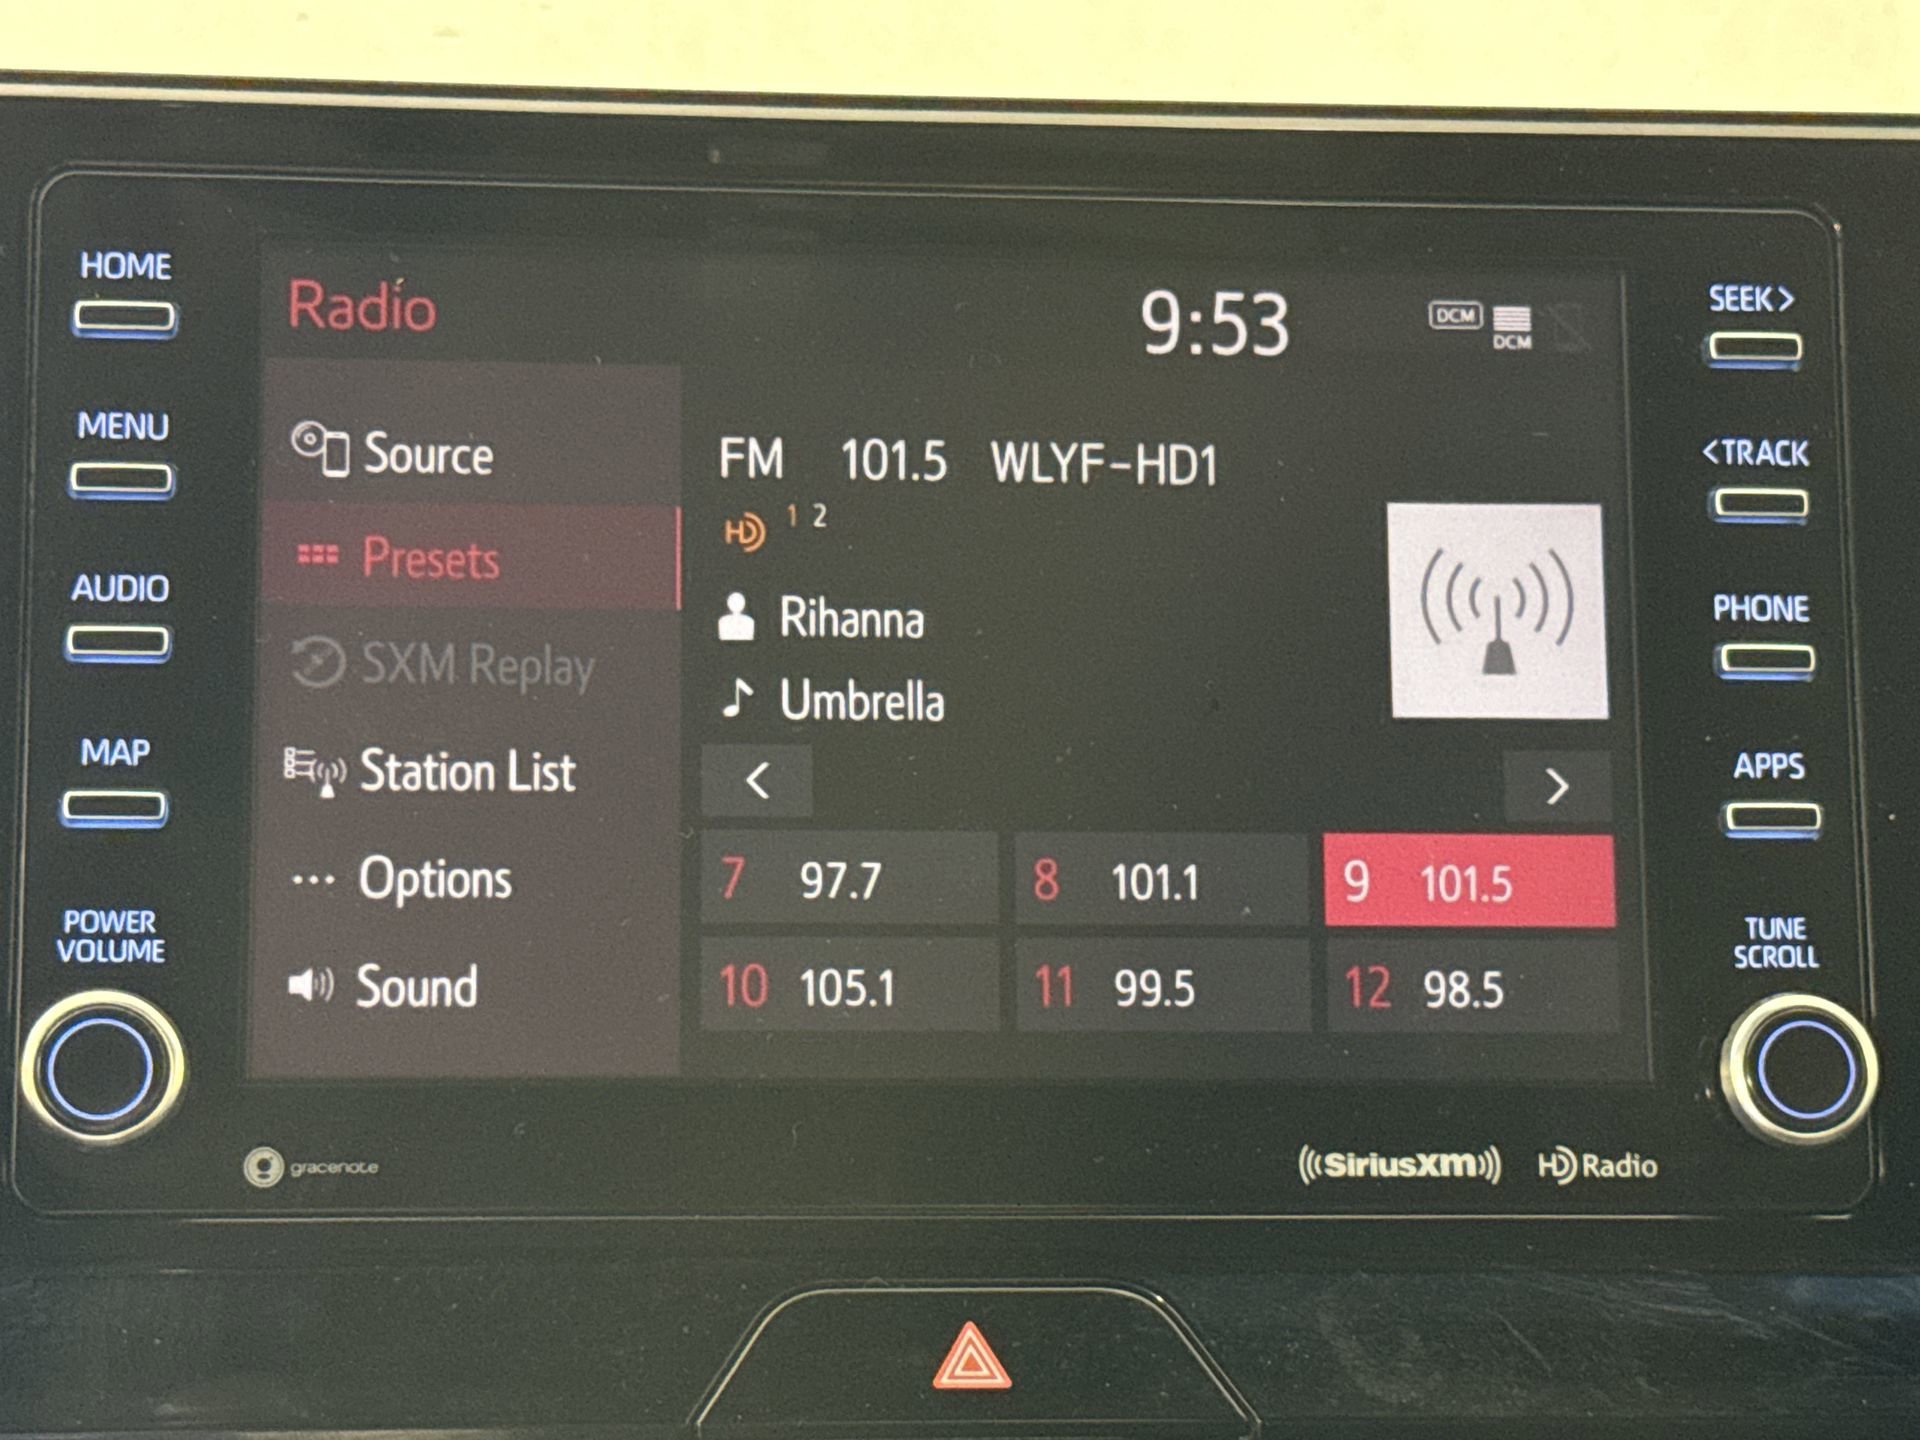 HOME
MENU
AUDIO
MAP
POWER
VOLUME
Radio
9:53
DCM
DCM
Source
Presets
SXM Replay
Station List
... Options
Sound
FM 101.5 WLYF-HD1
HD 1 2
Rihanna
Umbrella
< >
7 97.7 8 101.1 9 101.5
10 105.1 11 99.5 12 98.5
SEEK>
<TRACK
PHONE
APPS
TUNE
SCROLL
gracenote
SiriusXM HD Radio